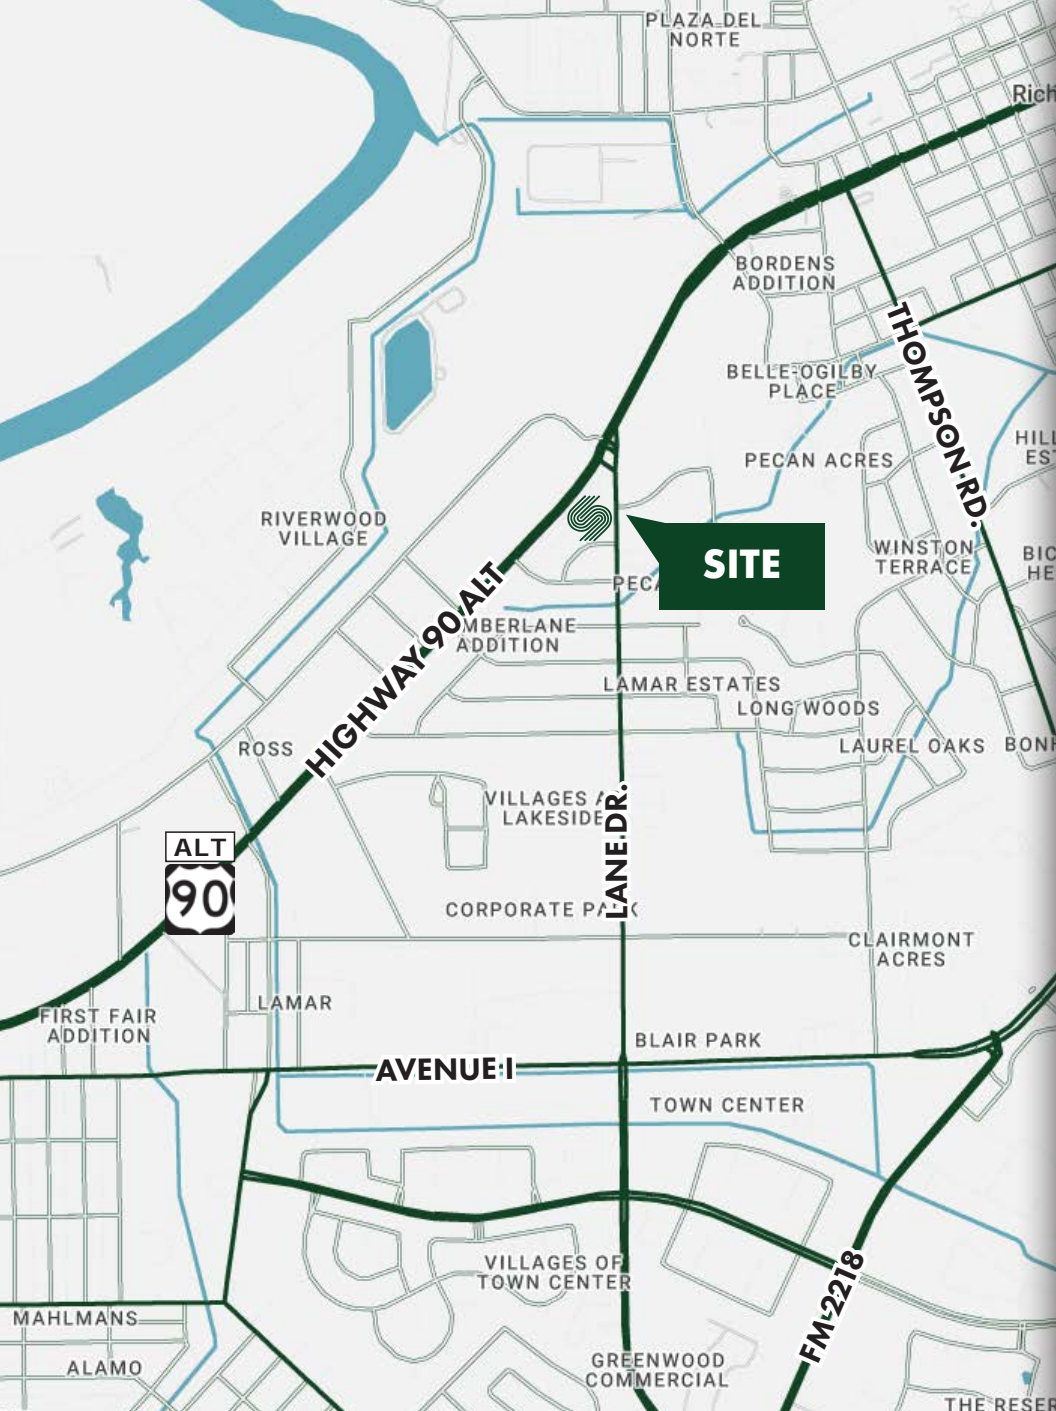 PLAZA DEL
NORTE
Rich
BORDENS
ADDITION
THOMPSON RD.
BELLE-OGILBY
PLACE
HILL
EST
PECAN ACRES
RIVERWOOD
VILLAGE
SITE
WINSTON
TERRACE
BIC
HE
PECA
HIGHWAY 90 ALT
MBERLANE
ADDITION
LAMAR ESTATES
LONG WOODS
ROSS
LAUREL OAKS
BONH
VILLAGES A
LAKESIDE
LANE DR.
ALT
90
CORPORATE PARK
CLAIRMONT
ACRES
LAMAR
FIRST FAIR
ADDITION
BLAIR PARK
AVENUE I
TOWN CENTER
VILLAGES OF
TOWN CENTER
FM 2218
MAHLMANS
ALAMO
GREENWOOD
COMMERCIAL
THE RESER